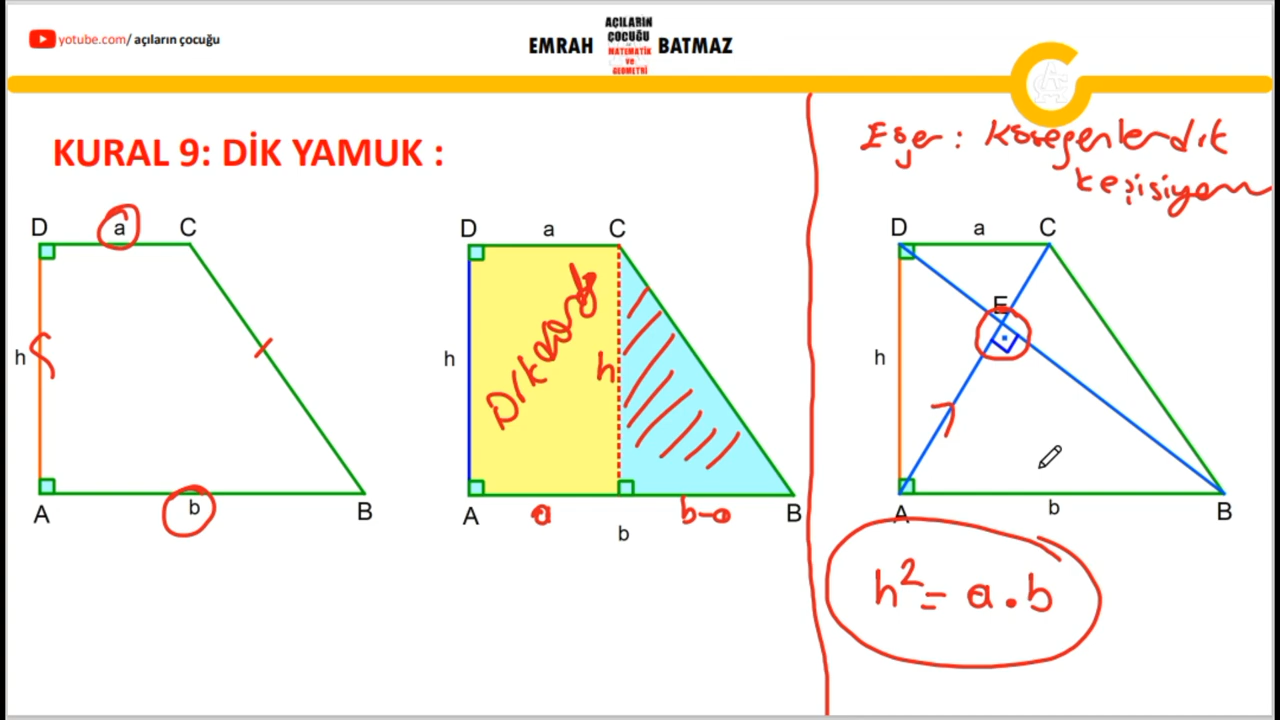 yotube.com/ açıların çocuğu
EMRAH
AÇILARIN
ÇOCUĞU
MATEMATİK
ve
GEOMETRİ
BATMAZ
KURAL 9: DİK YAMUK :
D a C
h
A b B
D a C
h
Dikdörtgen
h
A a b-a B
b
Eğer : Köşegenler dik
kesişiyorsa
D a C
E
h
A b B
h² = a.b